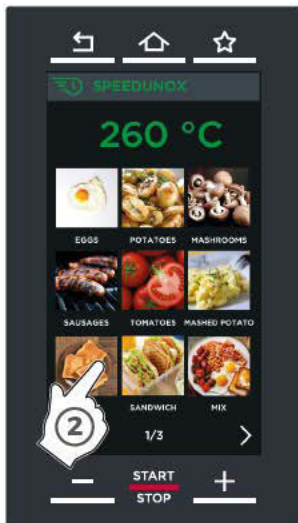 SPEEDUNOX
260 °C
EGGS POTATOES MASHROOMS
SAUSAGES TOMATOES MASHED POTATO
SANDWICH MIX
2
1/3 >
START
− +
STOP